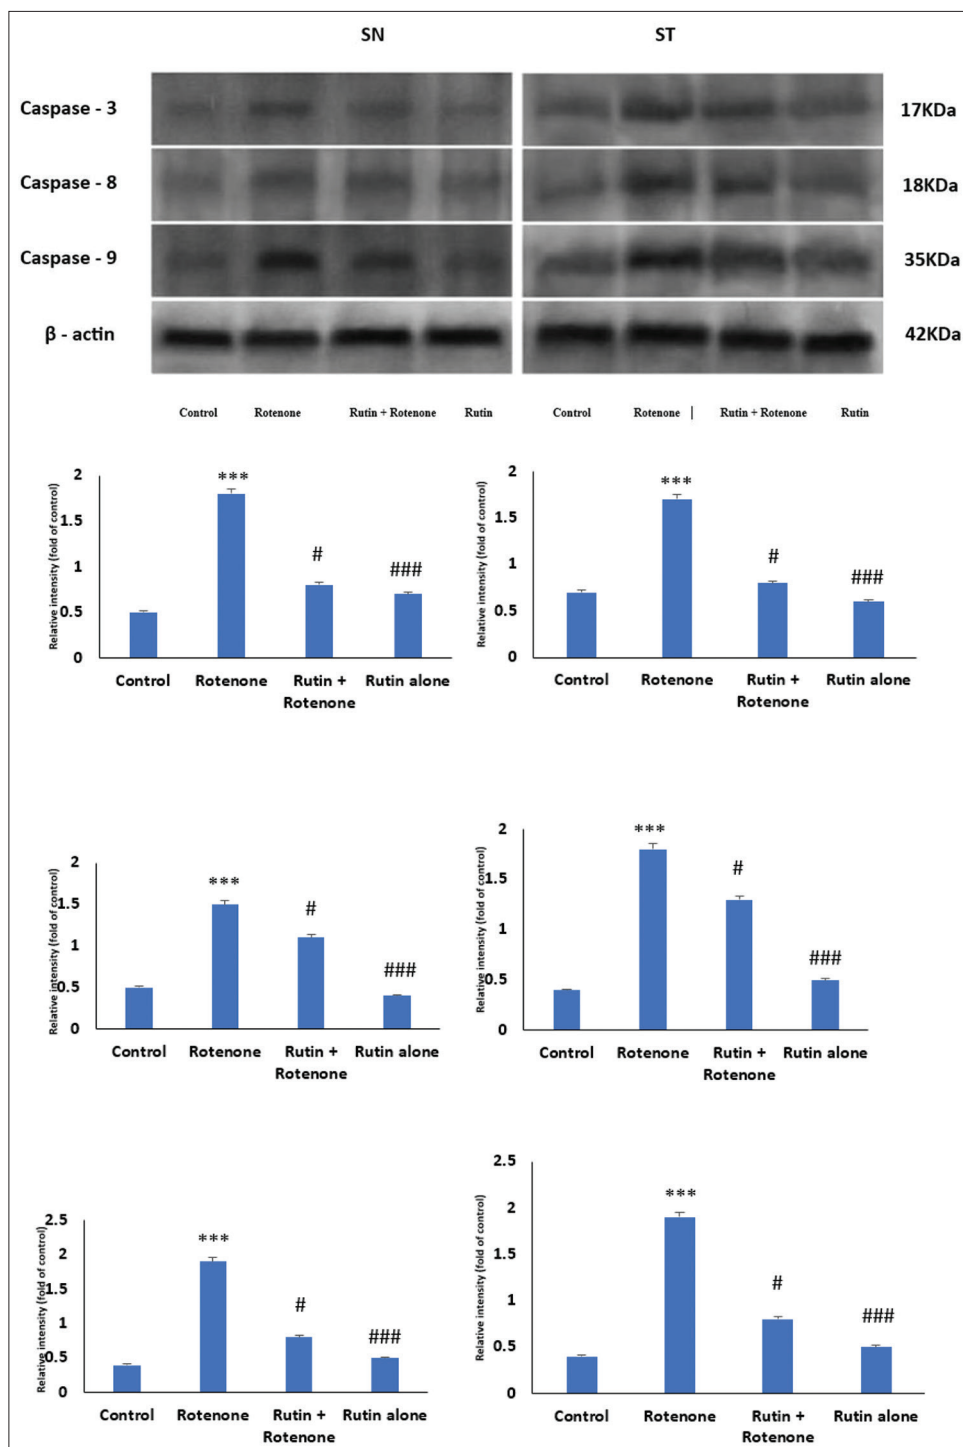 SN ST
Caspase - 3 17KDa
Caspase - 8 18KDa
Caspase - 9 35KDa
β - actin 42KDa
Control Rotenone Rutin + Rotenone Rutin Control Rotenone | Rutin + Rotenone Rutin
Relative intensity (fold of control)
2
1.5
1
0.5
0
***
#
###
Control Rotenone Rutin + Rutin alone
Rotenone
Relative intensity (fold of control)
2
1.5
1
0.5
0
***
#
###
Control Rotenone Rutin + Rutin alone
Rotenone
Relative intensity (fold of control)
2
1.5
1
0.5
0
***
#
###
Control Rotenone Rutin + Rutin alone
Rotenone
Relative intensity (fold of control)
2
1.5
1
0.5
0
***
#
###
Control Rotenone Rutin + Rutin alone
Rotenone
Relative intensity (fold of control)
2.5
2
1.5
1
0.5
0
***
#
###
Control Rotenone Rutin + Rutin alone
Rotenone
Relative intensity (fold of control)
2.5
2
1.5
1
0.5
0
***
#
###
Control Rotenone Rutin + Rutin alone
Rotenone